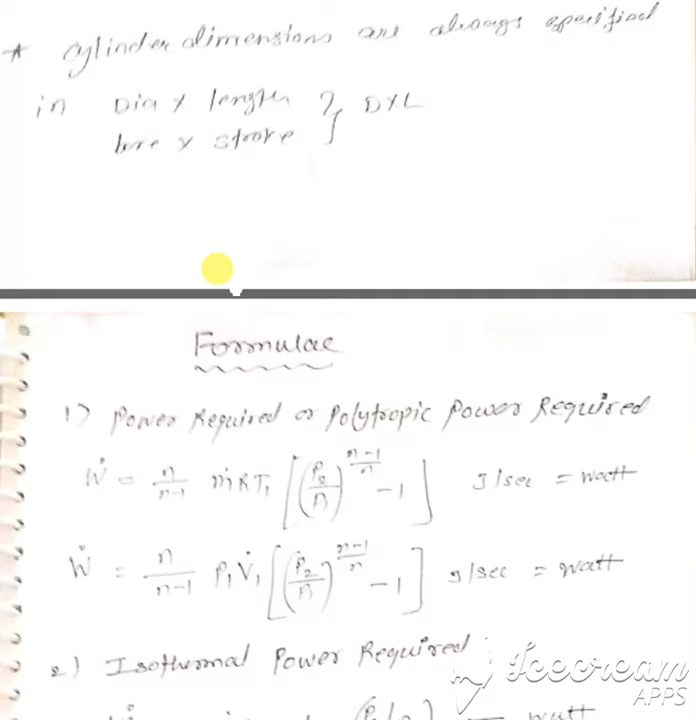 * cylinder dimensions are always specified
in Dia x length } DXL
bore x stroke
Formulae
1) Power Required or Polytropic Power Required
Ẇ = n/n-1 ṁRT₁ [(P₂/P₁)^(n-1/n) - 1] J/sec = watt
Ẇ = n/n-1 P₁V̇₁ [(P₂/P₁)^(n-1/n) - 1] J/sec = watt
2) Isothermal Power Required
= watt
Icecream
APPS